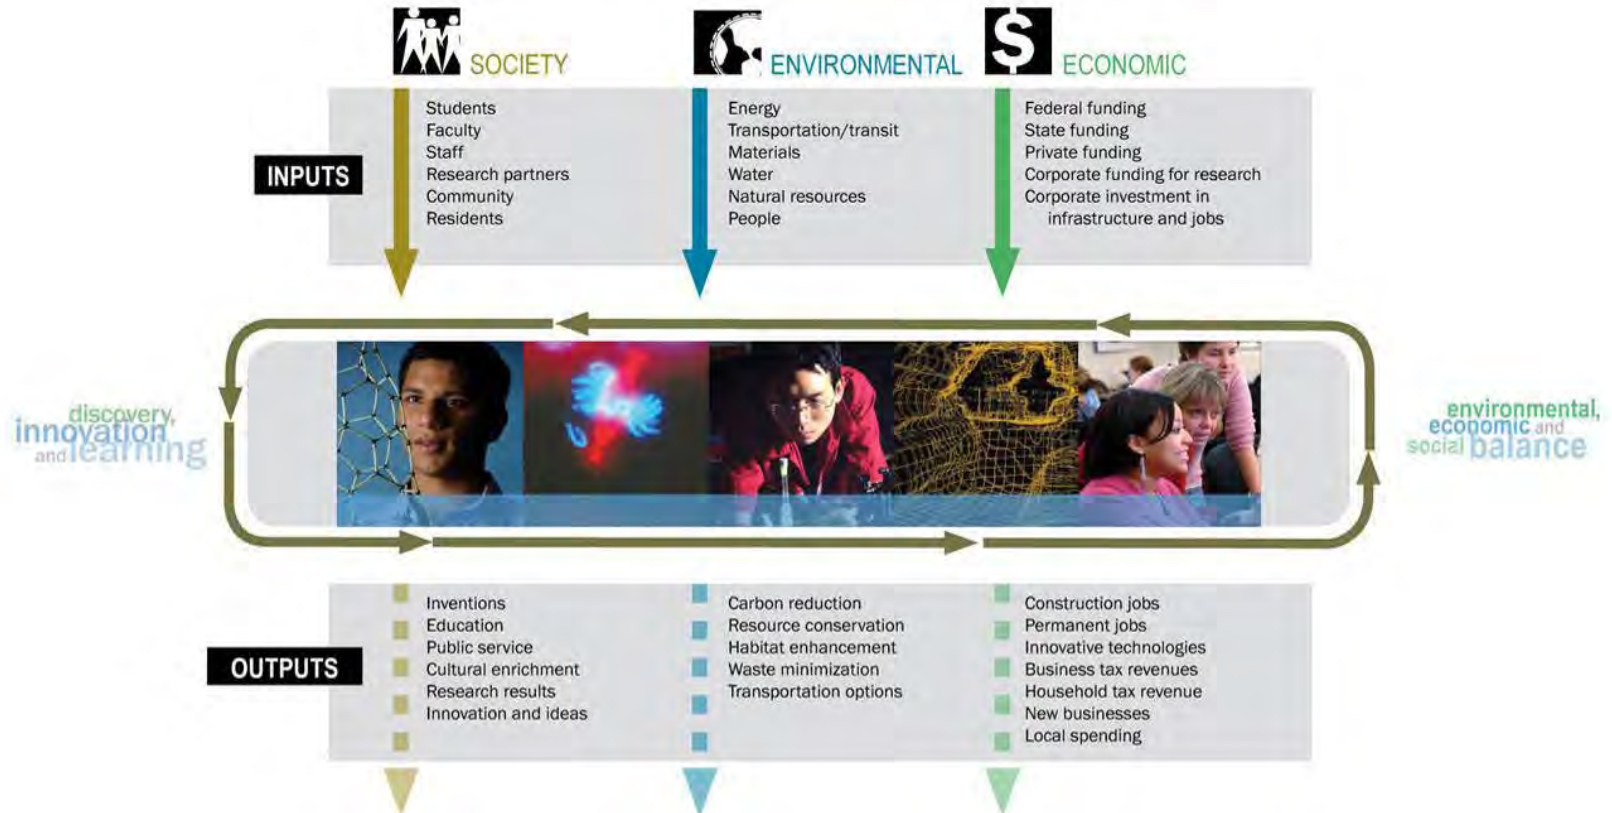 SOCIETY
ENVIRONMENTAL
$
ECONOMIC
INPUTS
Students
Faculty
Staff
Research partners
Community
Residents
Energy
Transportation/transit
Materials
Water
Natural resources
People
Federal funding
State funding
Private funding
Corporate funding for research
Corporate investment in
infrastructure and jobs
discovery,
innovation
and learning
environmental,
economic and
social balance
OUTPUTS
Inventions
Education
Public service
Cultural enrichment
Research results
Innovation and ideas
Carbon reduction
Resource conservation
Habitat enhancement
Waste minimization
Transportation options
Construction jobs
Permanent jobs
Innovative technologies
Business tax revenues
Household tax revenue
New businesses
Local spending